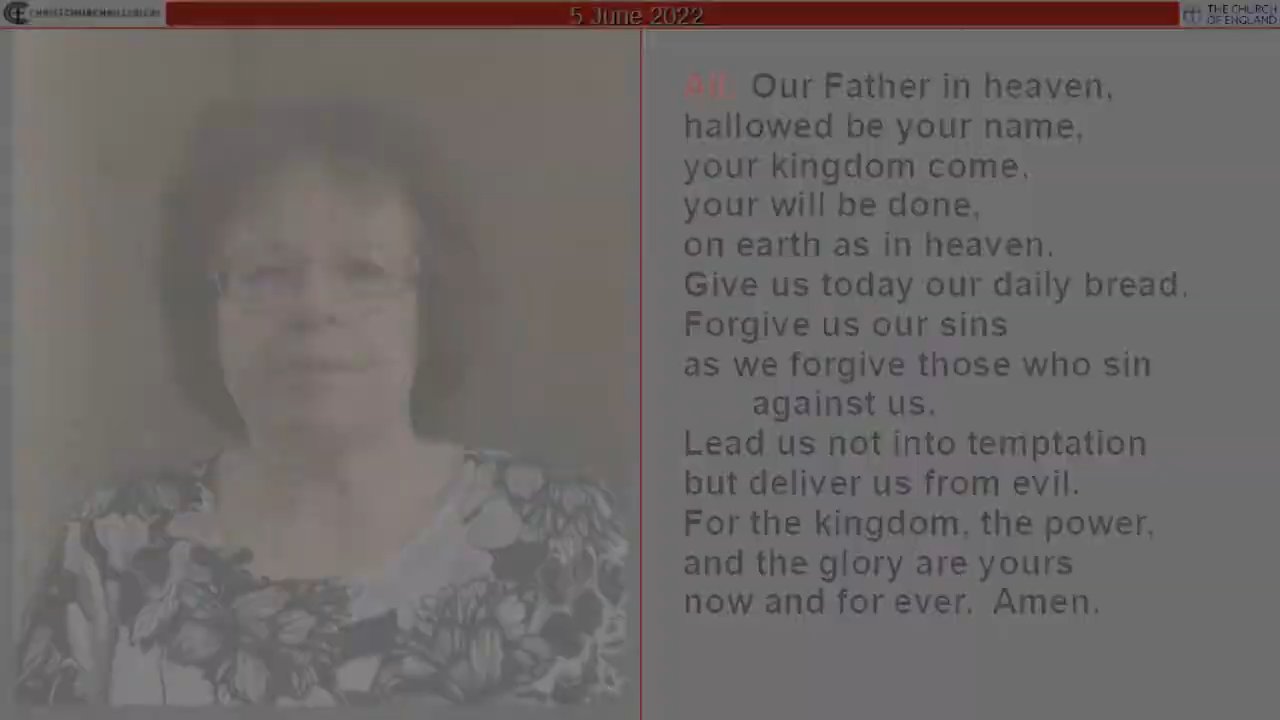 5 June 2022
THE CHURCH
OF ENGLAND
All: Our Father in heaven,
hallowed be your name,
your kingdom come,
your will be done,
on earth as in heaven.
Give us today our daily bread.
Forgive us our sins
as we forgive those who sin
against us.
Lead us not into temptation
but deliver us from evil.
For the kingdom, the power,
and the glory are yours
now and for ever. Amen.